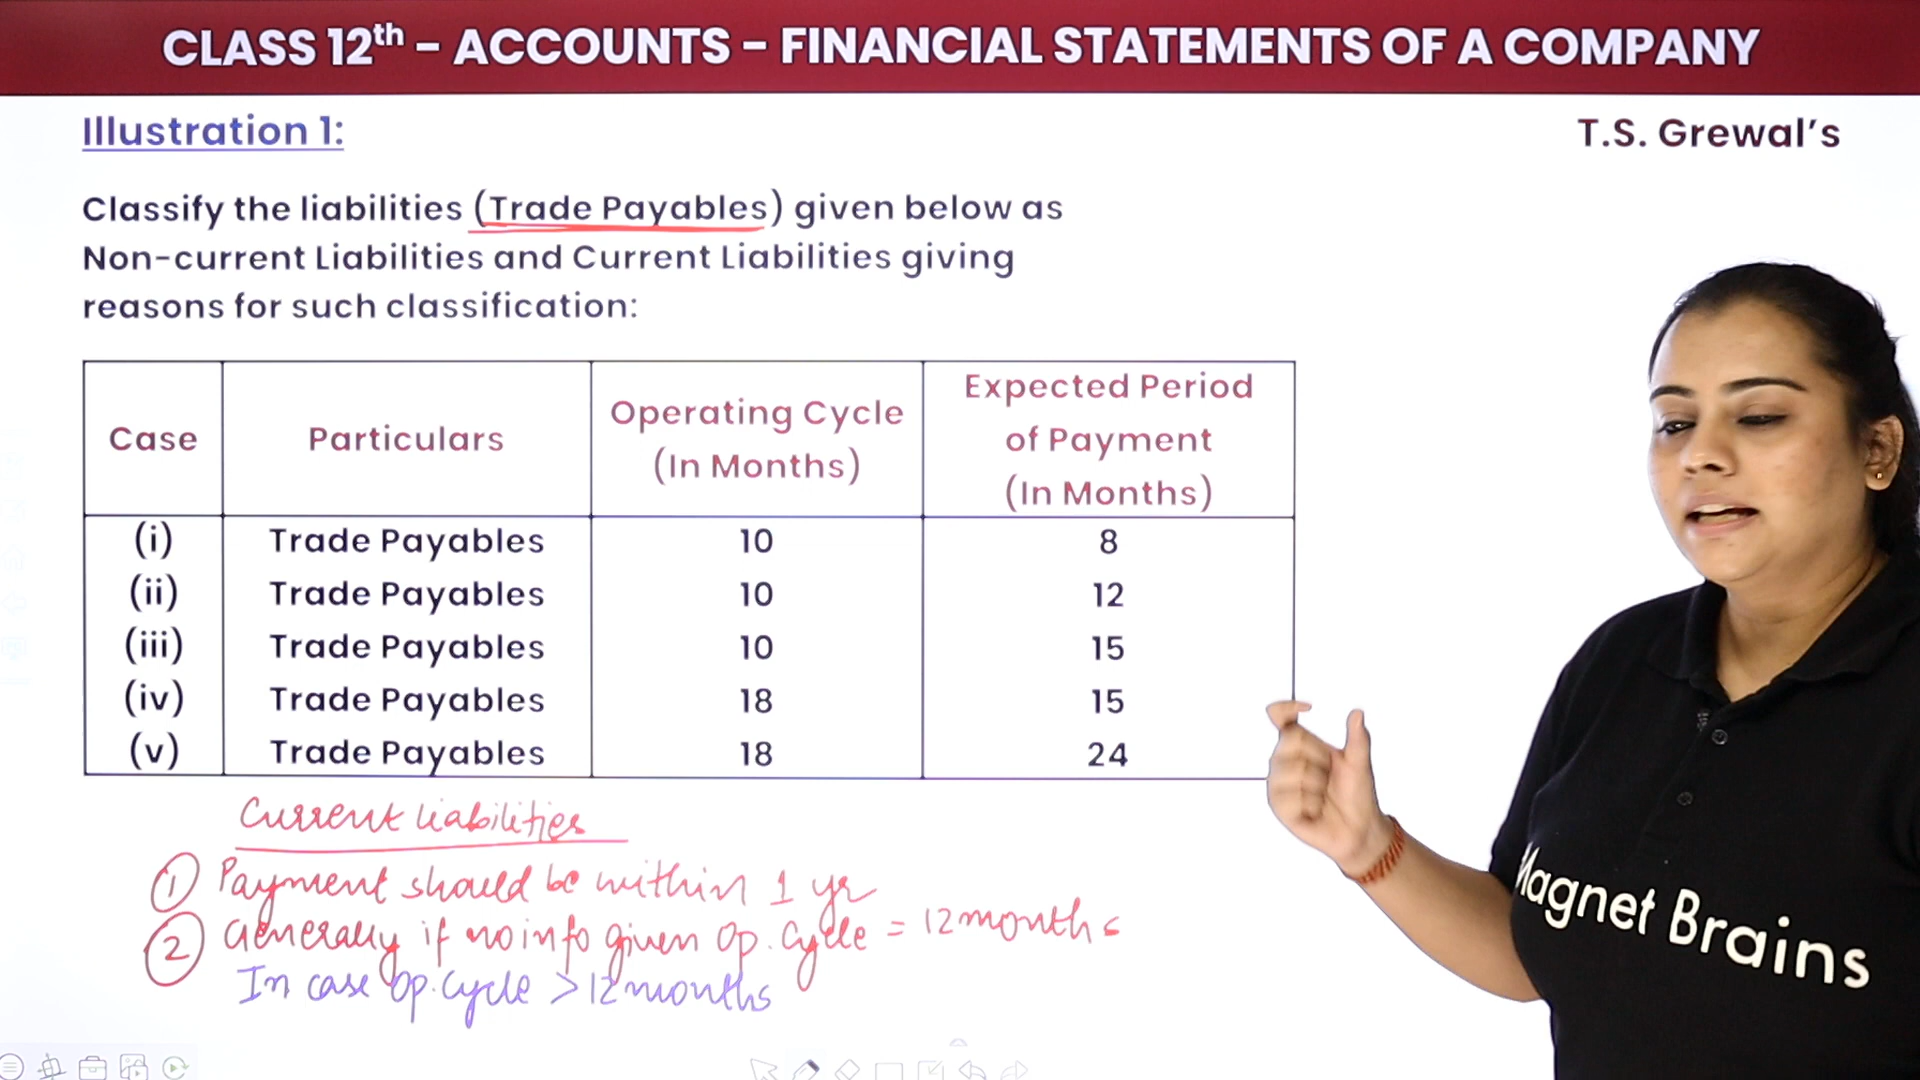 CLASS 12th - ACCOUNTS - FINANCIAL STATEMENTS OF A COMPANY
Illustration 1:
T.S. Grewal's
Classify the liabilities (Trade Payables) given below as
Non-current Liabilities and Current Liabilities giving
reasons for such classification:
Case Particulars Operating Cycle (In Months) Expected Period of Payment (In Months)
(i) Trade Payables 10 8
(ii) Trade Payables 10 12
(iii) Trade Payables 10 15
(iv) Trade Payables 18 15
(v) Trade Payables 18 24
Current liabilities
① Payment should be within 1 yr
② Generally if no info given Op. Cycle = 12 months
In case Op. Cycle > 12 months
Magnet Brains